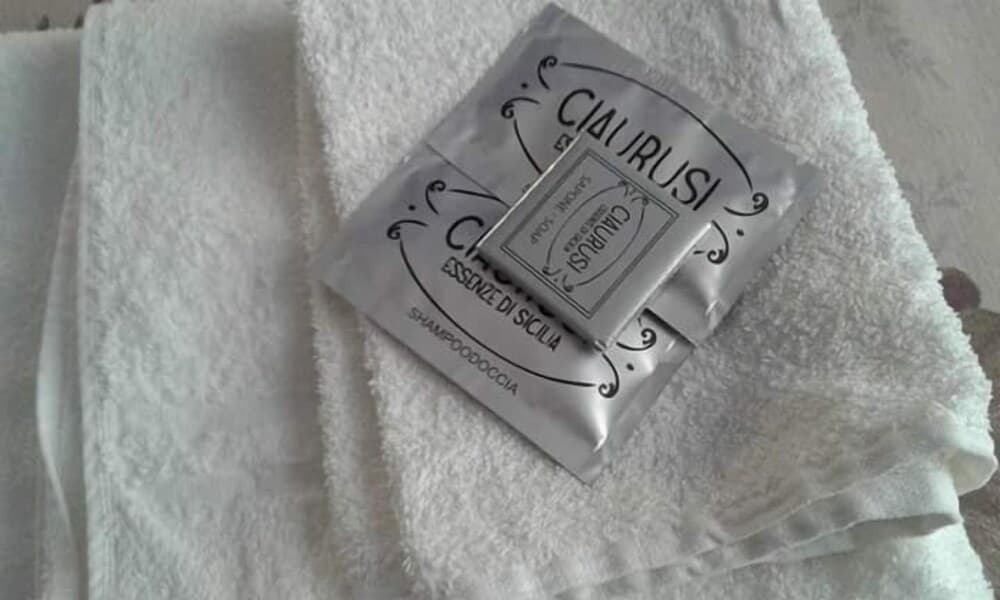 CIAURUSI
SAPONE · SOAP
CIAURUSI
ESSENZE DI SICILIA
ESSENZE DI SICILIA
SHAMPOODOCCIA